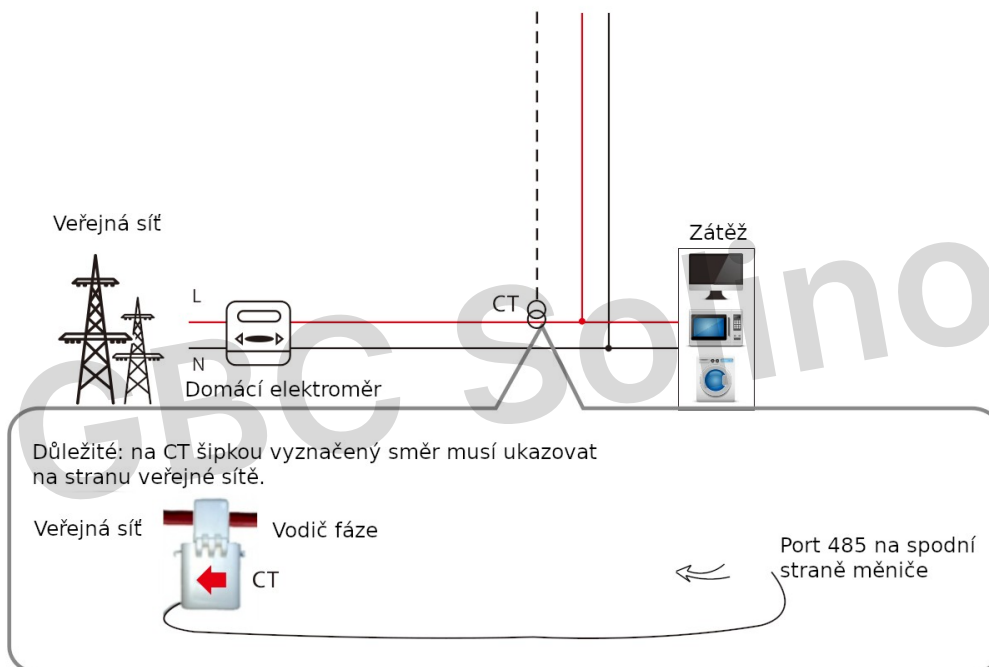 Veřejná síť
Zátěž
CT
L
N
Domácí elektroměr
GBC Solino
Důležité: na CT šipkou vyznačený směr musí ukazovat
na stranu veřejné sítě.
Veřejná síť
Vodič fáze
CT
Port 485 na spodní
straně měniče